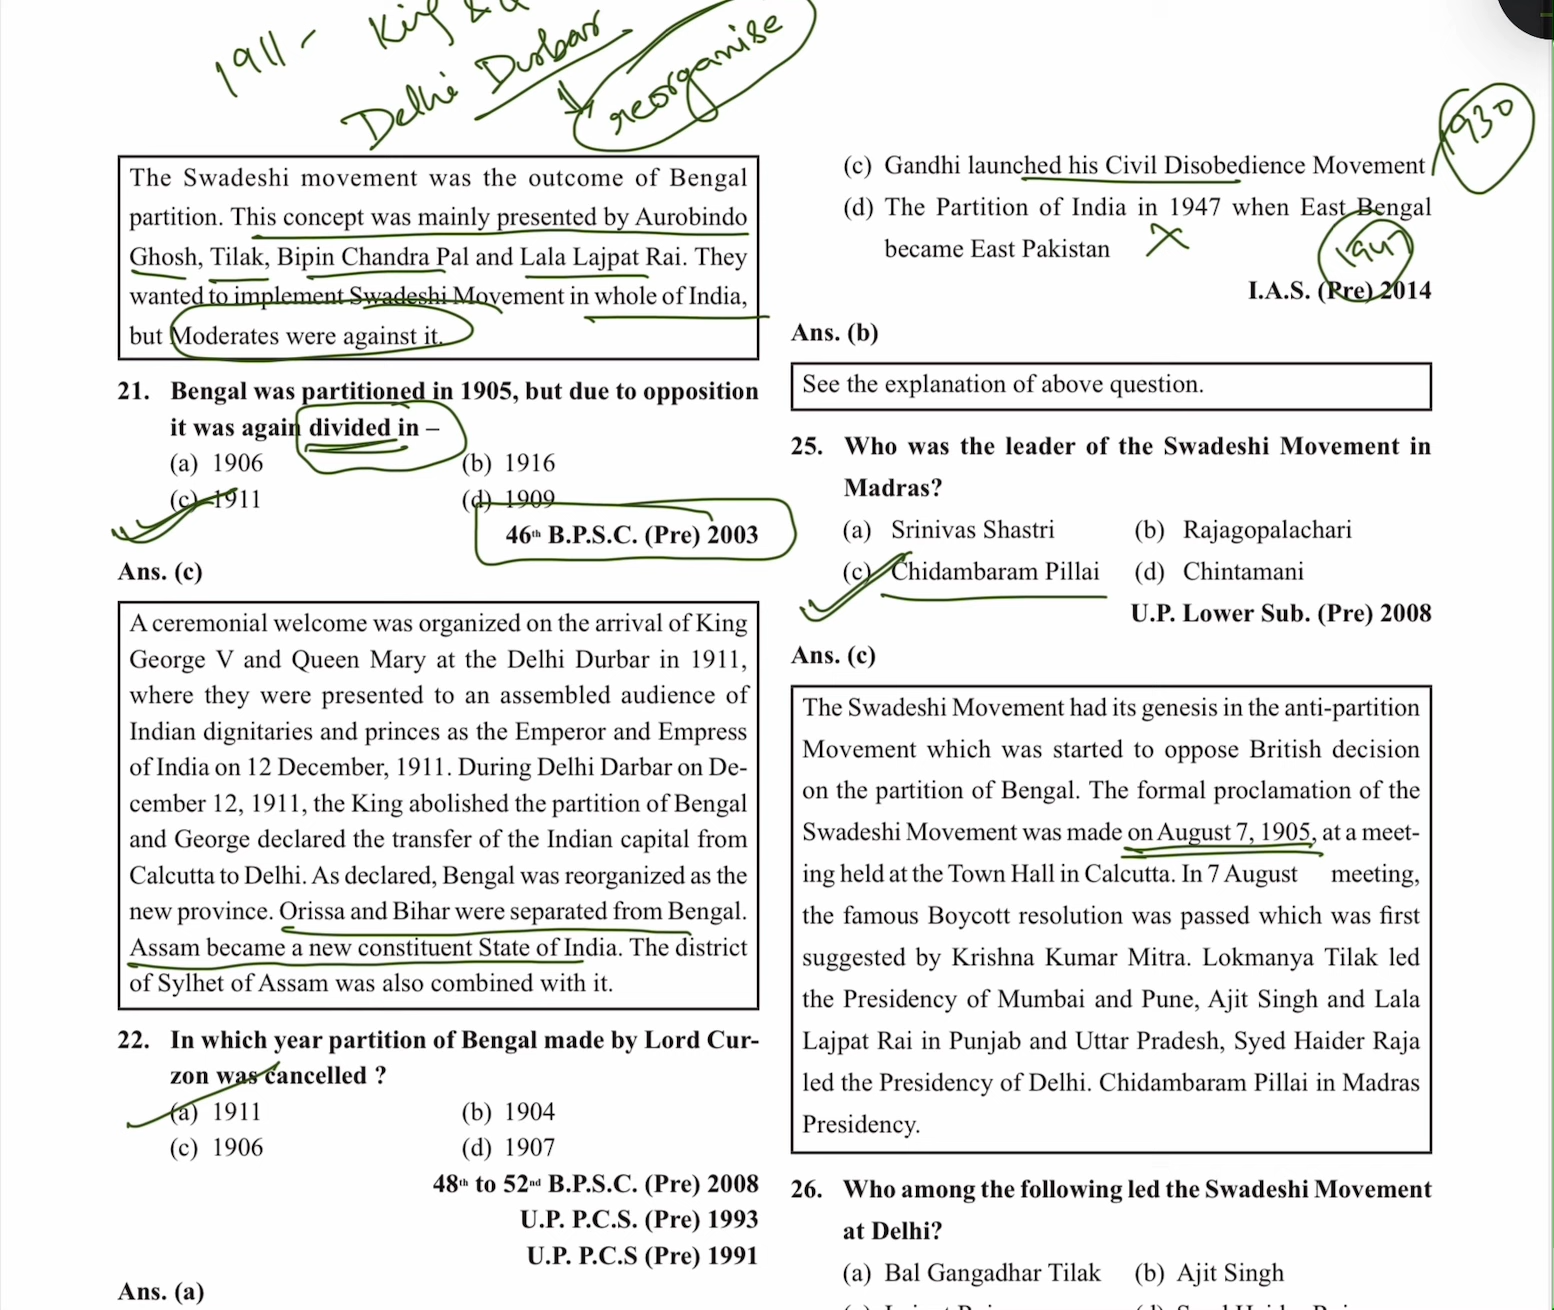 1911- King &
Delhi Durbar
reorganise
The Swadeshi movement was the outcome of Bengal
partition. This concept was mainly presented by Aurobindo
Ghosh, Tilak, Bipin Chandra Pal and Lala Lajpat Rai. They
wanted to implement Swadeshi Movement in whole of India,
but Moderates were against it.
21. Bengal was partitioned in 1905, but due to opposition
it was again divided in –
(a) 1906 (b) 1916
(c) 1911 (d) 1909
46th B.P.S.C. (Pre) 2003
Ans. (c)
A ceremonial welcome was organized on the arrival of King
George V and Queen Mary at the Delhi Durbar in 1911,
where they were presented to an assembled audience of
Indian dignitaries and princes as the Emperor and Empress
of India on 12 December, 1911. During Delhi Darbar on De-
cember 12, 1911, the King abolished the partition of Bengal
and George declared the transfer of the Indian capital from
Calcutta to Delhi. As declared, Bengal was reorganized as the
new province. Orissa and Bihar were separated from Bengal.
Assam became a new constituent State of India. The district
of Sylhet of Assam was also combined with it.
22. In which year partition of Bengal made by Lord Cur-
zon was cancelled ?
(a) 1911 (b) 1904
(c) 1906 (d) 1907
48th to 52nd B.P.S.C. (Pre) 2008
U.P. P.C.S. (Pre) 1993
U.P. P.C.S (Pre) 1991
Ans. (a)
(c) Gandhi launched his Civil Disobedience Movement
1930
(d) The Partition of India in 1947 when East Bengal
became East Pakistan
1947
I.A.S. (Pre) 2014
Ans. (b)
See the explanation of above question.
25. Who was the leader of the Swadeshi Movement in
Madras?
(a) Srinivas Shastri (b) Rajagopalachari
(c) Chidambaram Pillai (d) Chintamani
U.P. Lower Sub. (Pre) 2008
Ans. (c)
The Swadeshi Movement had its genesis in the anti-partition
Movement which was started to oppose British decision
on the partition of Bengal. The formal proclamation of the
Swadeshi Movement was made on August 7, 1905, at a meet-
ing held at the Town Hall in Calcutta. In 7 August meeting,
the famous Boycott resolution was passed which was first
suggested by Krishna Kumar Mitra. Lokmanya Tilak led
the Presidency of Mumbai and Pune, Ajit Singh and Lala
Lajpat Rai in Punjab and Uttar Pradesh, Syed Haider Raja
led the Presidency of Delhi. Chidambaram Pillai in Madras
Presidency.
26. Who among the following led the Swadeshi Movement
at Delhi?
(a) Bal Gangadhar Tilak (b) Ajit Singh